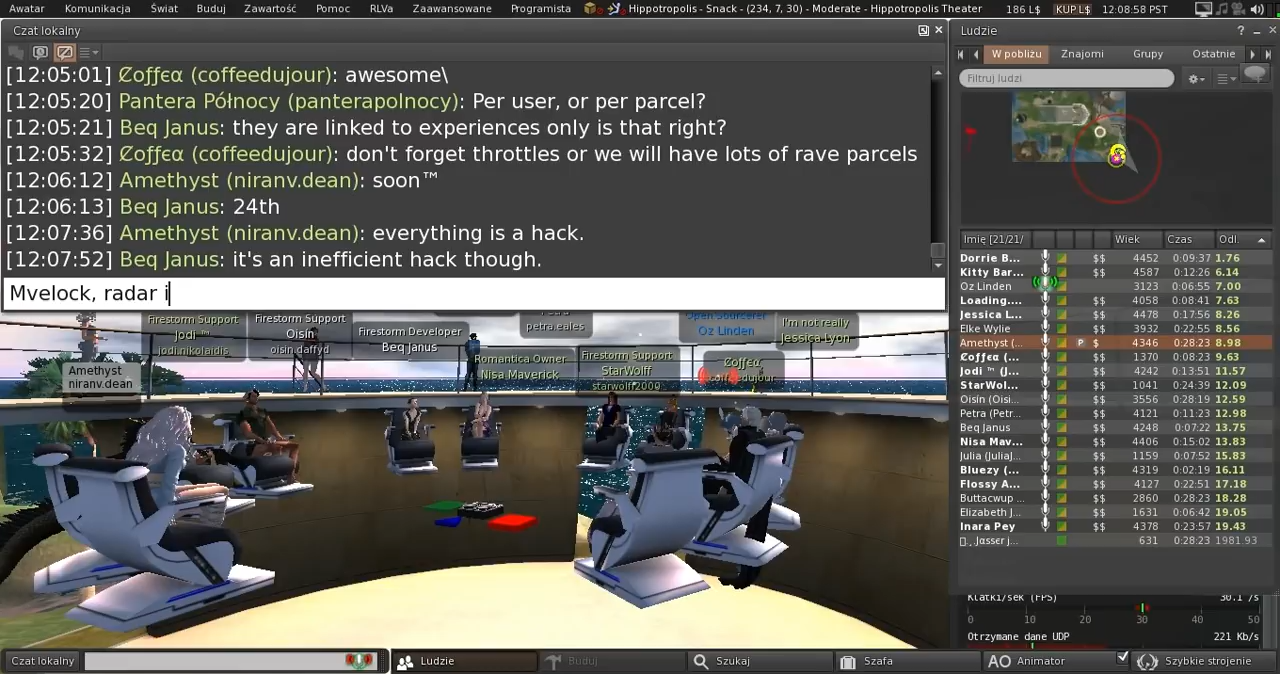 Awatar Komunikacja Świat Buduj Zawartość Pomoc RLVa Zaawansowane Programista Hippotropolis - Snack - (234, 7, 30) - Moderate - Hippotropolis Theater 186 L$ KUP L$ 12:08:58 PST
Czat lokalny
[12:05:01] Ȼσƒƒєα (coffeedujour): awesome\
[12:05:20] Pantera Północy (panterapolnocy): Per user, or per parcel?
[12:05:21] Beq Janus: they are linked to experiences only is that right?
[12:05:32] Ȼσƒƒєα (coffeedujour): don't forget throttles or we will have lots of rave parcels
[12:06:12] Amethyst (niranv.dean): soon™
[12:06:13] Beq Janus: 24th
[12:07:36] Amethyst (niranv.dean): everything is a hack.
[12:07:52] Beq Janus: it's an inefficient hack though.
Mvelock, radar i
Firestorm Support
Jodi ™
jodi.nikolaidis
Firestorm Support
Oisín
oisin.daffyd
Firestorm Developer
Beq Janus
petra.eales
Open Sourcerer
Oz Linden
I'm not really
Jessica Lyon
Romantica Owner
Nisa Maverick
Firestorm Support
StarWolff
starwolff2009
Ȼσƒƒєα
coffeedujour
Amethyst
niranv.dean
Ludzie
W pobliżu Znajomi Grupy Ostatnie
Filtruj ludzi
Imię [21/21/ Wiek Czas Odl.
Dorrie B... $$ 4452 0:09:37 1.76
Kitty Bar... $$ 4587 0:12:26 6.14
Oz Linden 3123 0:06:55 7.00
Loading.... $$ 4058 0:08:41 7.63
Jessica L... $$ 4478 0:17:56 8.26
Elke Wylie $$ 3932 0:22:55 8.56
Amethyst (... P $ 4346 0:28:23 8.98
Ȼσƒƒєα (... $$ 1370 0:08:23 9.63
Jodi ™ (J... $$ 4242 0:13:51 11.57
StarWol... $$ 1041 0:24:39 12.09
Oisín (Oisi... $$ 3556 0:28:19 12.59
Petra (Petr... $$ 4121 0:11:23 12.98
Beq Janus $$ 4248 0:07:22 13.75
Nisa Mav... $$ 4406 0:15:02 13.83
Julia (JuliaJ... $$ 1159 0:07:52 15.83
Bluezy (... $$ 4319 0:02:19 16.11
Flossy A... $$ 4127 0:22:51 17.18
Buttacwup ... $$ 2860 0:28:23 18.28
Elizabeth J... $$ 1631 0:06:42 19.05
Inara Pey $$ 4378 0:23:57 19.43
631 0:28:23 1981.93
Klatki/sek (FPS) 30.1 /s
0 10 20 30 40 50
Otrzymane dane UDP 221 Kb/s
Czat lokalny Ludzie Buduj Szukaj Szafa AO Animator Szybkie strojenie